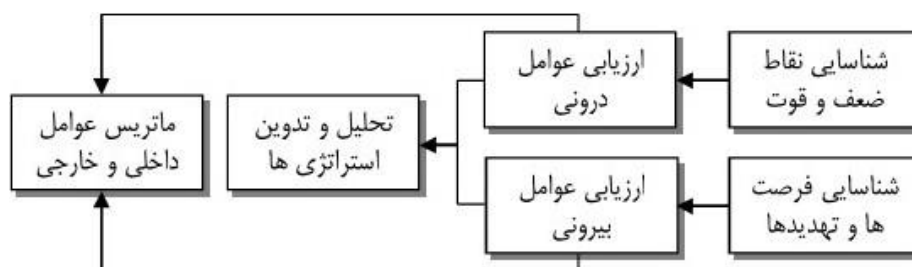 شناسایی نقاط
ضعف و قوت
ارزیابی عوامل
درونی
تحلیل و تدوین
استراتژی ها
ماتریس عوامل
داخلی و خارجی
شناسایی فرصت
ها و تهدیدها
ارزیابی عوامل
بیرونی